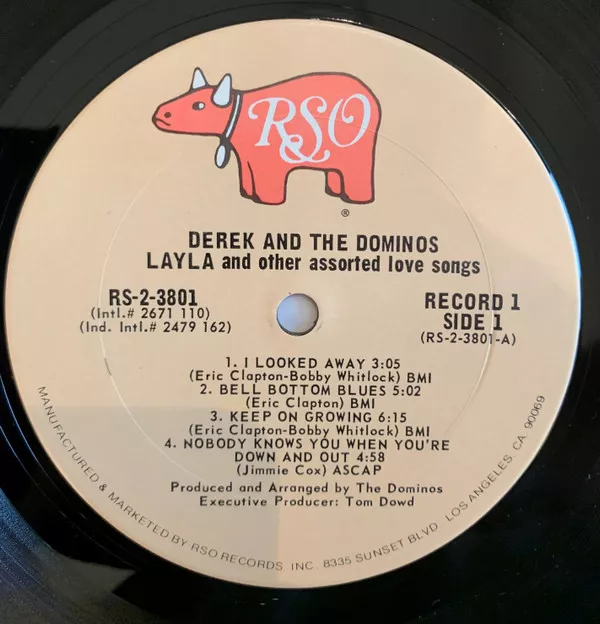 RSO
®
DEREK AND THE DOMINOS
LAYLA and other assorted love songs
RS-2-3801
(Intl.# 2671 110)
(Ind. Intl.# 2479 162)
RECORD 1
SIDE 1
(RS-2-3801-A)
1. I LOOKED AWAY 3:05
(Eric Clapton-Bobby Whitlock) BMI
2. BELL BOTTOM BLUES 5:02
(Eric Clapton) BMI
3. KEEP ON GROWING 6:15
(Eric Clapton-Bobby Whitlock) BMI
4. NOBODY KNOWS YOU WHEN YOU'RE
DOWN AND OUT 4:58
(Jimmie Cox) ASCAP
Produced and Arranged by The Dominos
Executive Producer: Tom Dowd
MANUFACTURED & MARKETED BY RSO RECORDS INC. 8335 SUNSET BLVD LOS ANGELES, CA. 90069